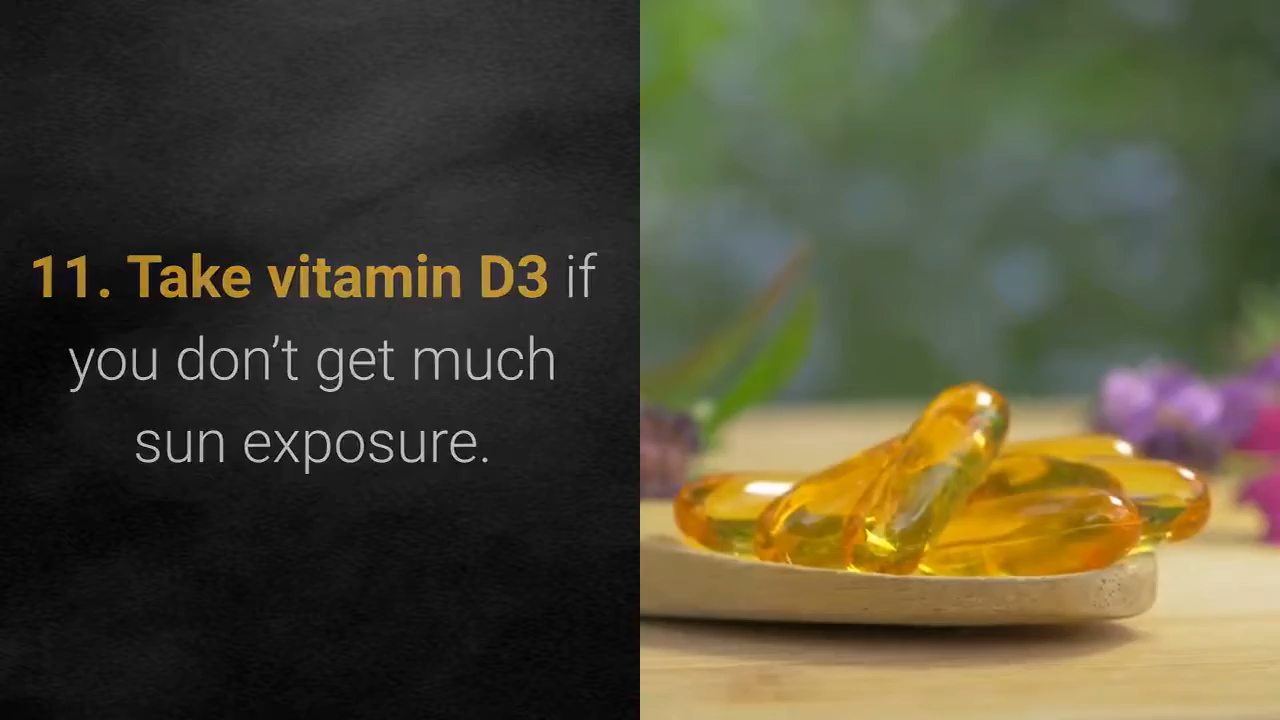 11. Take vitamin D3 if
you don’t get much
sun exposure.